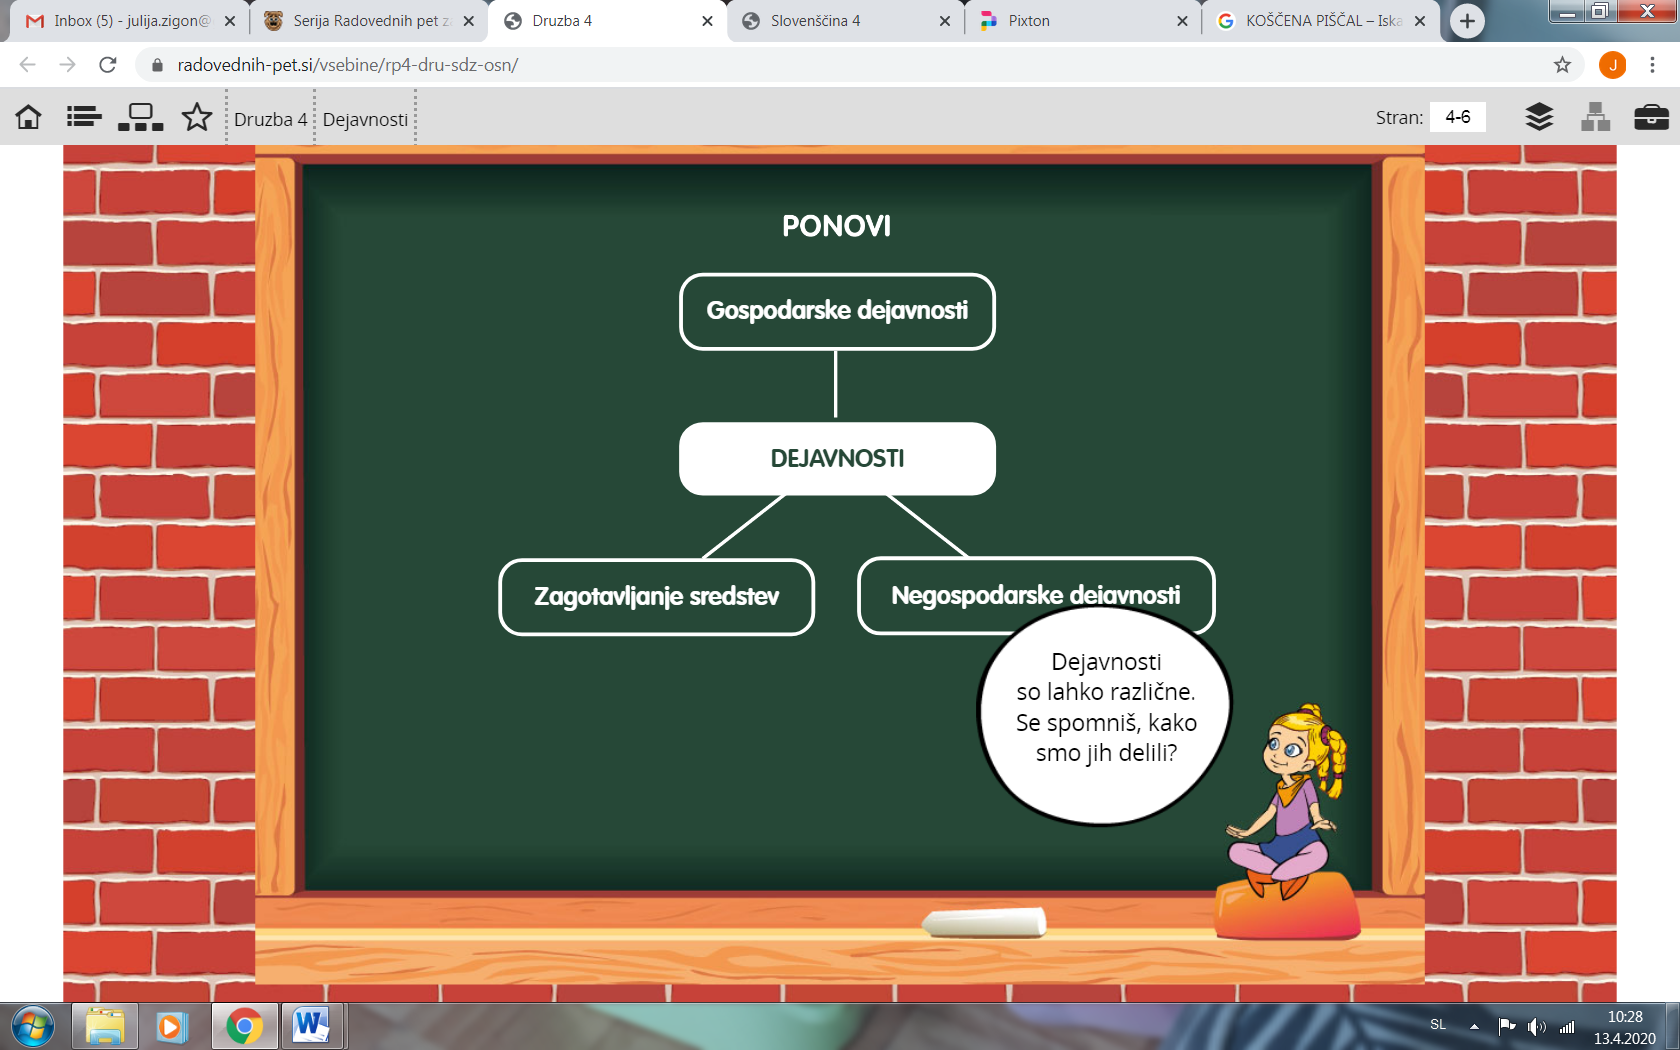 Inbox (5) - julija.zigon@
Serija Radovednih pet za
Druzba 4
Slovenščina 4
Pixton
KOŠČENA PIŠČAL – Iska
radovednih-pet.si/vsebine/rp4-dru-sdz-osn/
J
Druzba 4
Dejavnosti
Stran:
4-6
PONOVI
Gospodarske dejavnosti
DEJAVNOSTI
Zagotavljanje sredstev
Negospodarske dejavnosti
Dejavnosti
so lahko različne.
Se spomniš, kako
smo jih delili?
SL
10:28
13.4.2020